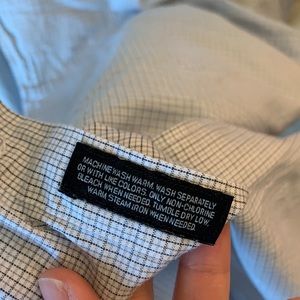 MACHINE WASH WARM. WASH SEPARATELY
OR WITH LIKE COLORS. ONLY NON-CHLORINE
BLEACH WHEN NEEDED. TUMBLE DRY LOW.
WARM STEAM IRON WHEN NEEDED.